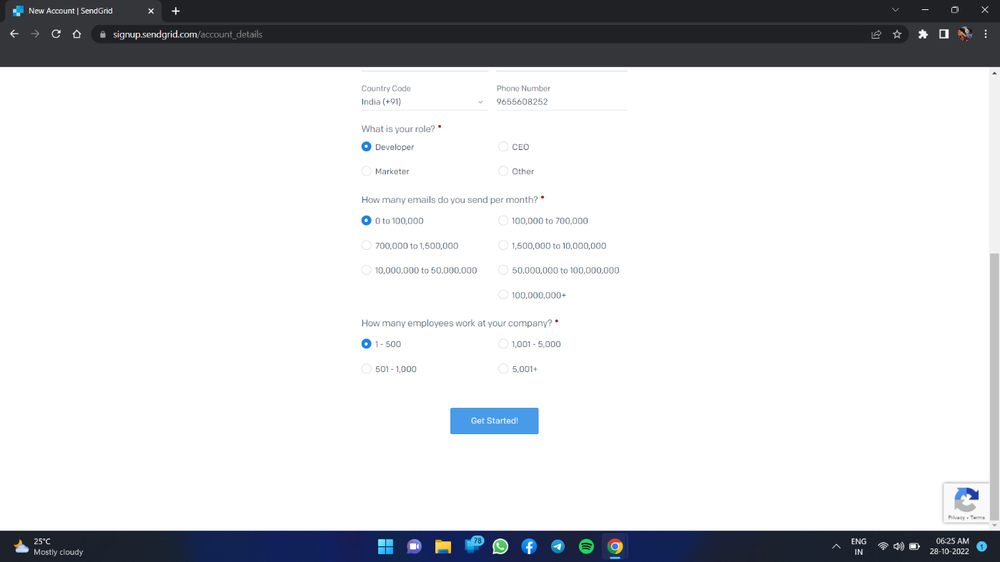 New Account | SendGrid
signup.sendgrid.com/account_details
Country Code Phone Number
India (+91) 9655608252
What is your role? *
Developer CEO
Marketer Other
How many emails do you send per month? *
0 to 100,000 100,000 to 700,000
700,000 to 1,500,000 1,500,000 to 10,000,000
10,000,000 to 50,000,000 50,000,000 to 100,000,000
100,000,000+
How many employees work at your company? *
1 - 500 1,001 - 5,000
501 - 1,000 5,001+
Get Started!
Privacy - Terms
25°C
Mostly cloudy
78
ENG
IN
06:25 AM
28-10-2022
1